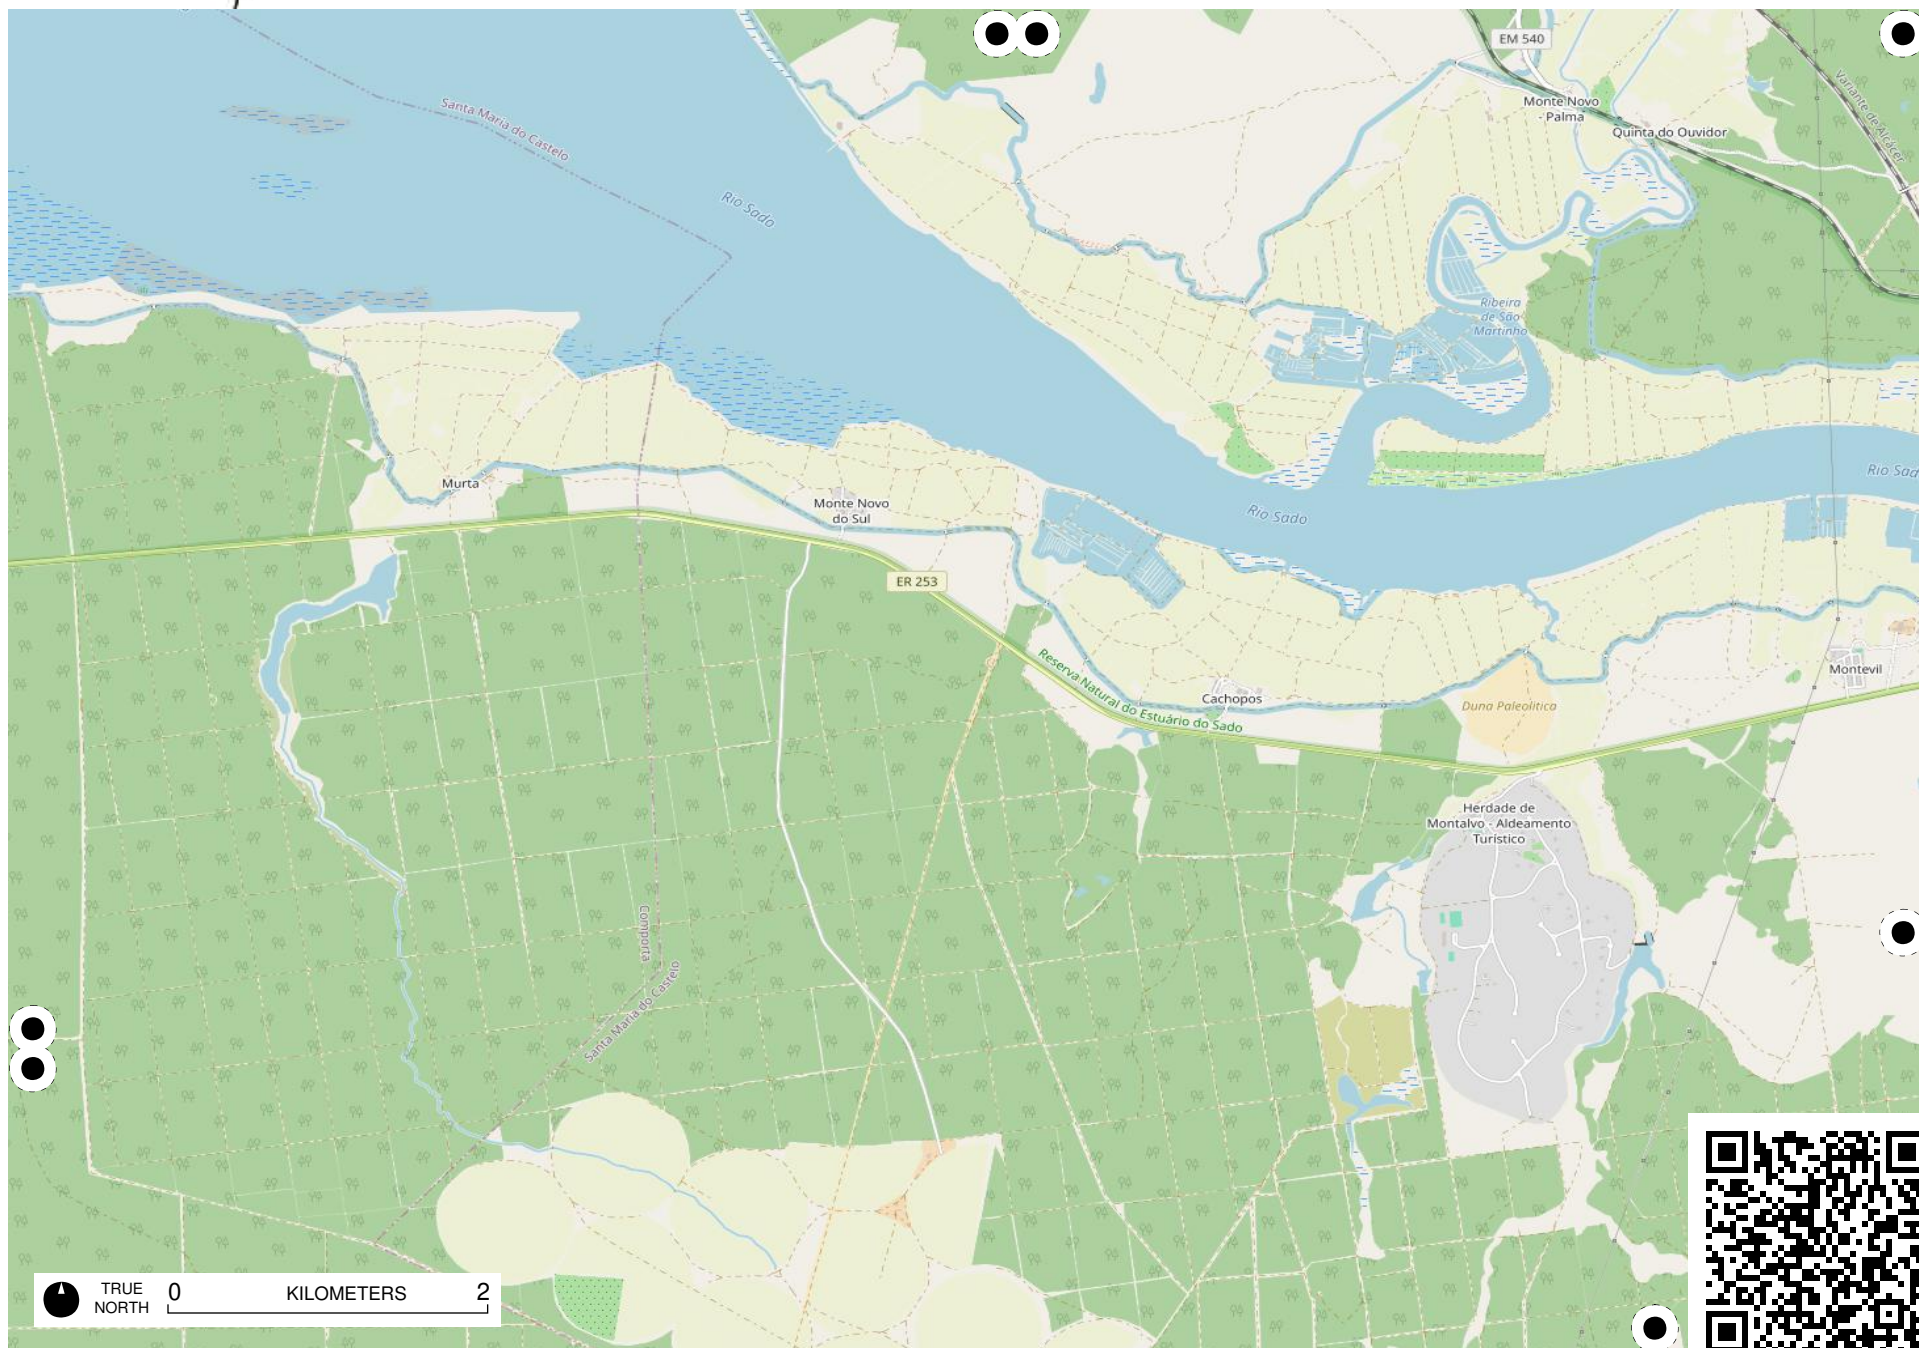 EM 540
Santa Maria do Castelo
Variante de Alcácer
Monte Novo
- Palma
Quinta do Ouvidor
Rio Sado
Ribeira
de São
Martinho
Rio Sad
Murta
Monte Novo
do Sul
Rio Sado
ER 253
Reserva Natural do Estuário do Sado
Cachopos
Duna Paleolitica
Montevil
Herdade de
Montalvo - Aldeamento
Turístico
Comporta
Santa Maria do Castelo
TRUE
NORTH
0 KILOMETERS 2